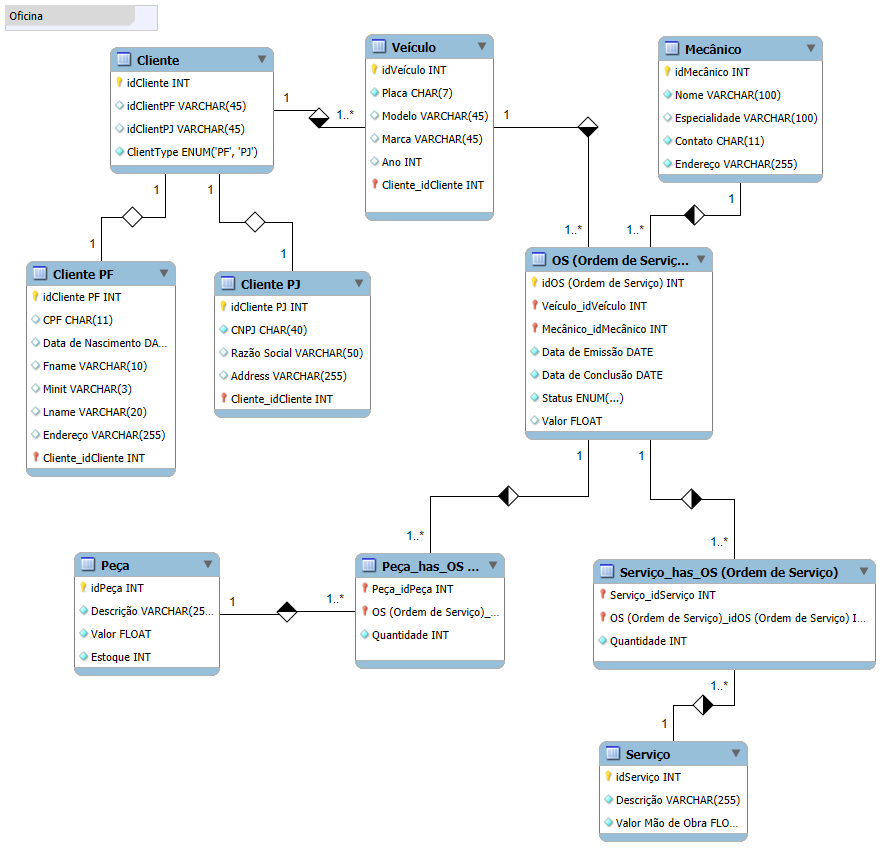 Oficina
Cliente
idCliente INT
idClientPF VARCHAR(45)
idClientPJ VARCHAR(45)
ClientType ENUM('PF', 'PJ')
1
1..*
Veículo
idVeículo INT
Placa CHAR(7)
Modelo VARCHAR(45)
Marca VARCHAR(45)
Ano INT
Cliente_idCliente INT
1
1..*
Mecânico
idMecânico INT
Nome VARCHAR(100)
Especialidade VARCHAR(100)
Contato CHAR(11)
Endereço VARCHAR(255)
1
1..*
1
1
1
1
Cliente PF
idCliente PF INT
CPF CHAR(11)
Data de Nascimento DA...
Fname VARCHAR(10)
Minit VARCHAR(3)
Lname VARCHAR(20)
Endereço VARCHAR(255)
Cliente_idCliente INT
Cliente PJ
idCliente PJ INT
CNPJ CHAR(40)
Razão Social VARCHAR(50)
Address VARCHAR(255)
Cliente_idCliente INT
OS (Ordem de Serviç...
idOS (Ordem de Serviço) INT
Veículo_idVeículo INT
Mecânico_idMecânico INT
Data de Emissão DATE
Data de Conclusão DATE
Status ENUM(...)
Valor FLOAT
1
1
1..*
1..*
Peça
idPeça INT
Descrição VARCHAR(25...
Valor FLOAT
Estoque INT
1
1..*
Peça_has_OS ...
Peça_idPeça INT
OS (Ordem de Serviço)_...
Quantidade INT
Serviço_has_OS (Ordem de Serviço)
Serviço_idServiço INT
OS (Ordem de Serviço)_idOS (Ordem de Serviço) I...
Quantidade INT
1..*
1
Serviço
idServiço INT
Descrição VARCHAR(255)
Valor Mão de Obra FLO...